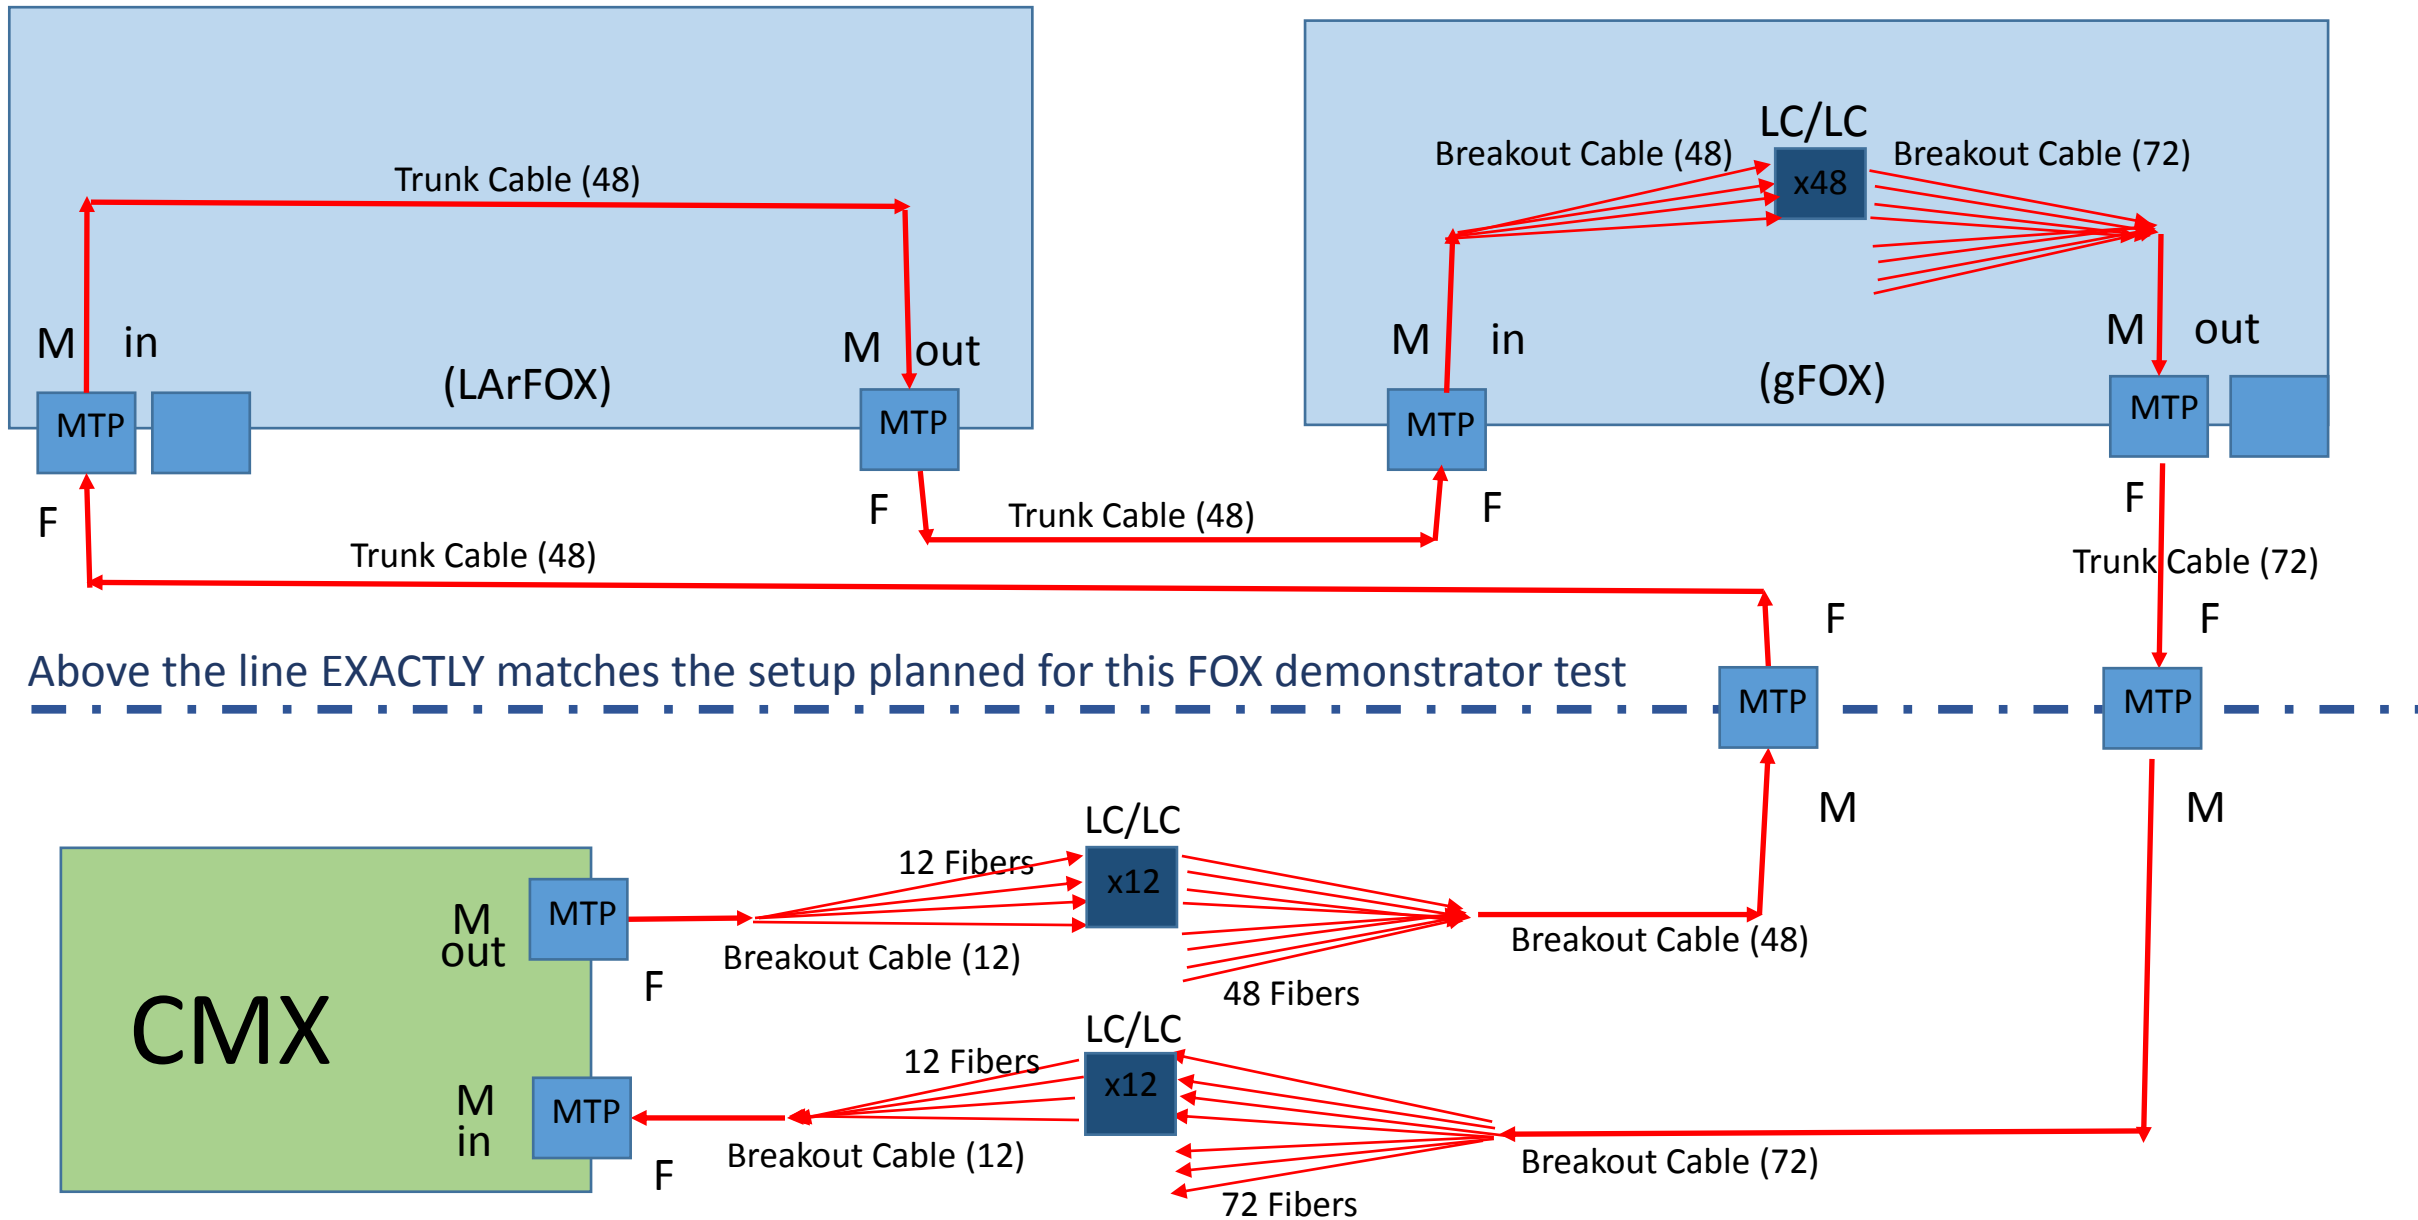 LC/LC
Breakout Cable (48)
Breakout Cable (72)
x48
Trunk Cable (48)
M
in
M
out
M
in
M
out
(LArFOX)
(gFOX)
MTP
MTP
MTP
MTP
F
F
F
F
Trunk Cable (48)
Trunk Cable (48)
Trunk Cable (72)
F
F
Above the line EXACTLY matches the setup planned for this FOX demonstrator test
MTP
MTP
M
M
LC/LC
12 Fibers
x12
M
out
MTP
Breakout Cable (12)
Breakout Cable (48)
F
48 Fibers
CMX
LC/LC
12 Fibers
x12
M
in
MTP
Breakout Cable (12)
Breakout Cable (72)
F
72 Fibers